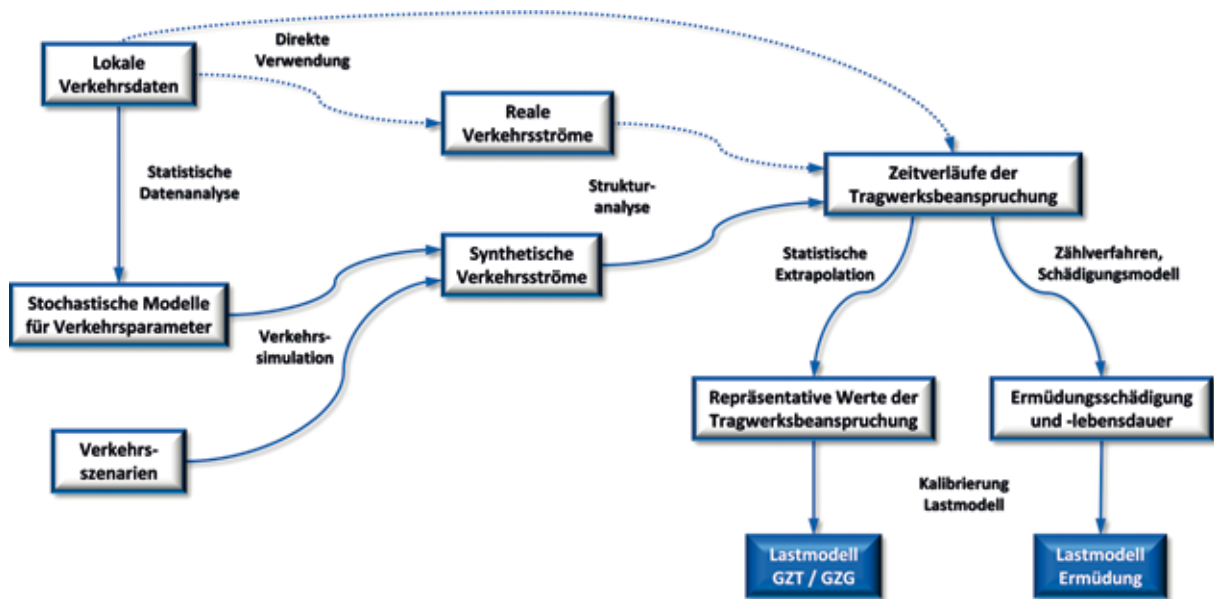 Lokale
Verkehrsdaten
Direkte
Verwendung
Reale
Verkehrsströme
Statistische
Datenanalyse
Struktur-
analyse
Zeitverläufe der
Tragwerksbeanspruchung
Synthetische
Verkehrsströme
Statistische
Extrapolation
Zählverfahren,
Schädigungsmodell
Stochastische Modelle
für Verkehrsparameter
Verkehrs-
simulation
Repräsentative Werte der
Tragwerksbeanspruchung
Ermüdungsschädigung
und -lebensdauer
Verkehrs-
szenarien
Kalibrierung
Lastmodell
Lastmodell
GZT / GZG
Lastmodell
Ermüdung